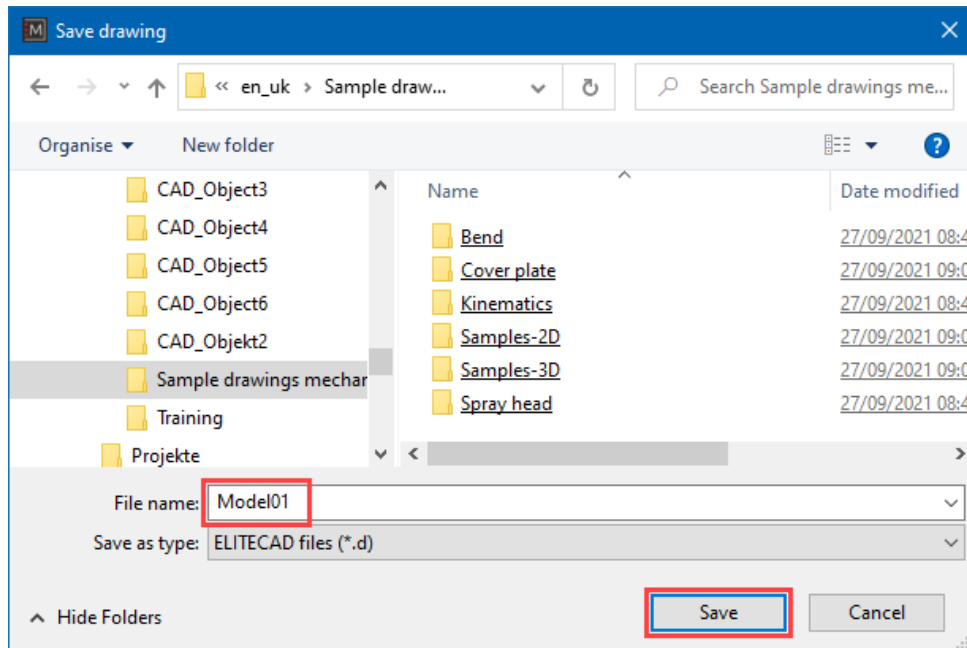 M Save drawing
« en_uk › Sample draw... Search Sample drawings me...
Organise New folder ?
CAD_Object3
CAD_Object4
CAD_Object5
CAD_Object6
CAD_Objekt2
Sample drawings mechar
Training
Projekte
Name Date modified
Bend 27/09/2021 08:4
Cover plate 27/09/2021 09:0
Kinematics 27/09/2021 08:4
Samples-2D 27/09/2021 09:0
Samples-3D 27/09/2021 09:0
Spray head 27/09/2021 08:4
File name: Model01
Save as type: ELITECAD files (*.d)
Hide Folders Save Cancel